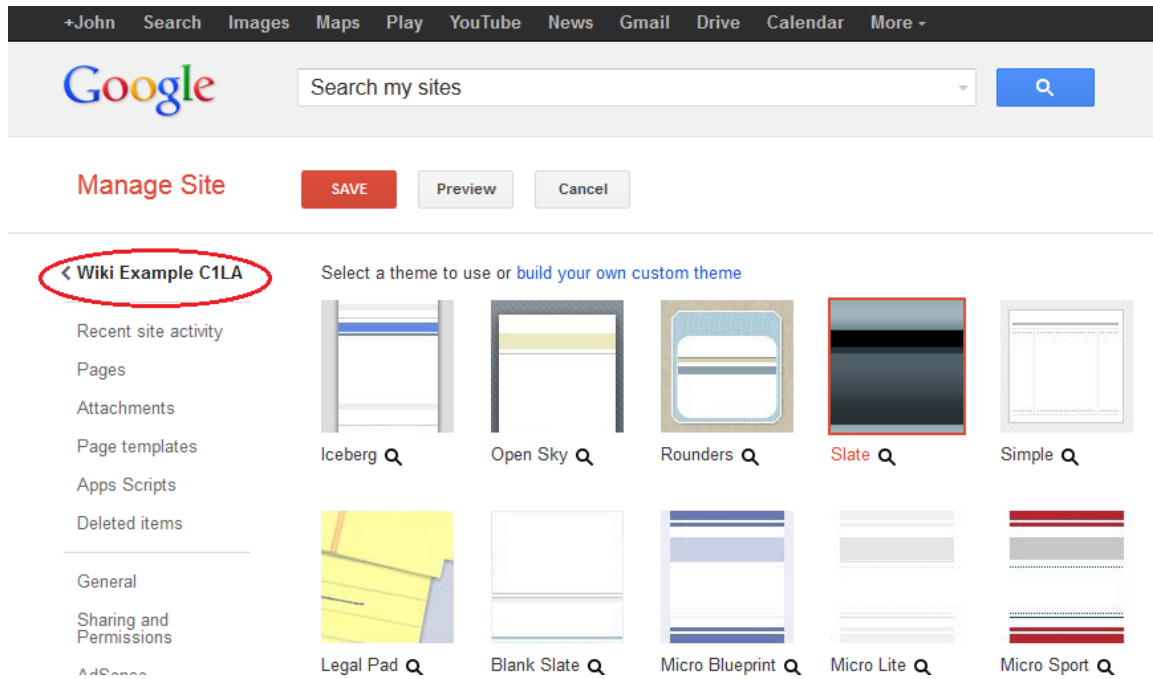 +John Search Images Maps Play YouTube News Gmail Drive Calendar More
Google
Search my sites
Manage Site
SAVE
Preview
Cancel
Wiki Example C1LA
Select a theme to use or build your own custom theme
Recent site activity
Pages
Attachments
Page templates
Apps Scripts
Deleted items
Iceberg
Open Sky
Rounders
Slate
Simple
General
Sharing and
Permissions
AdSense
Legal Pad
Blank Slate
Micro Blueprint
Micro Lite
Micro Sport